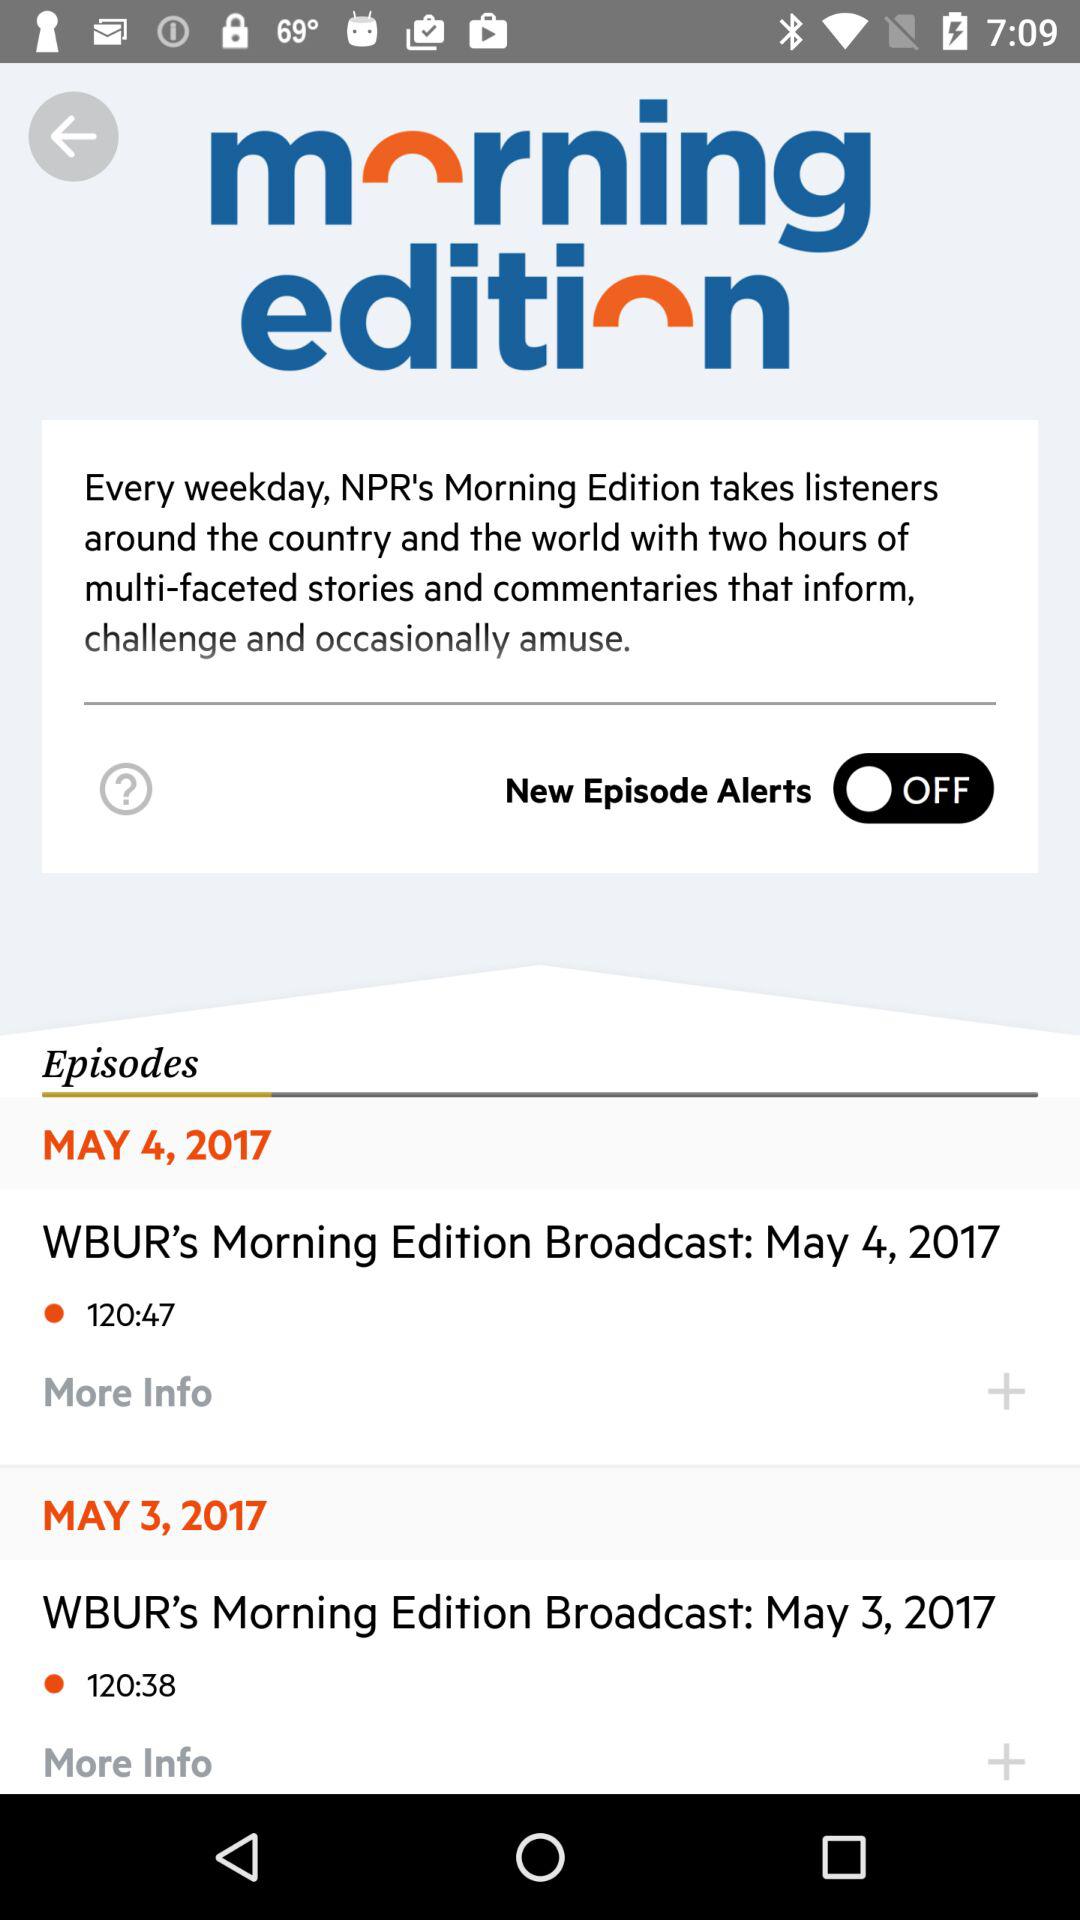 69°
7:09
morning
edition
Every weekday, NPR's Morning Edition takes listeners
around the country and the world with two hours of
multi-faceted stories and commentaries that inform,
challenge and occasionally amuse.
?
New Episode Alerts OFF
Episodes
MAY 4, 2017
WBUR’s Morning Edition Broadcast: May 4, 2017
120:47
More Info
MAY 3, 2017
WBUR’s Morning Edition Broadcast: May 3, 2017
120:38
More Info